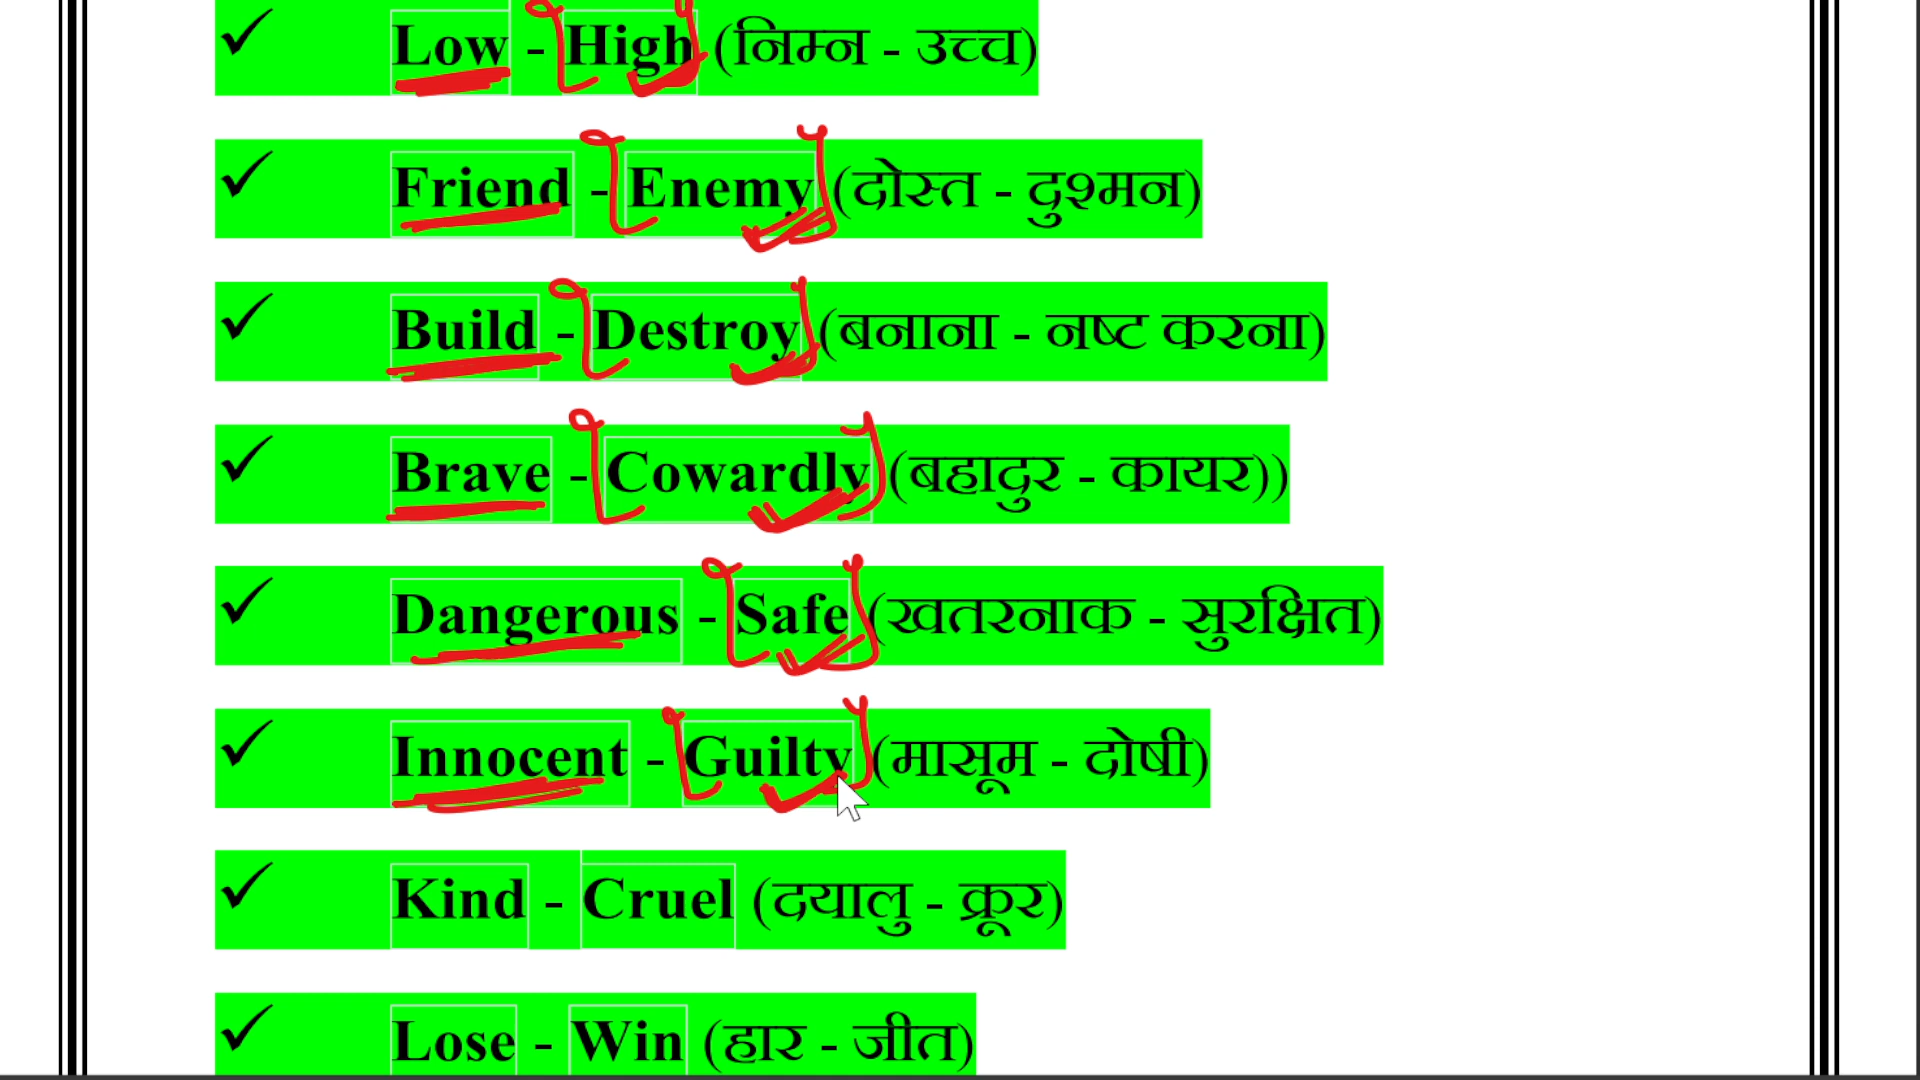 ✓ Low - High (निम्न - उच्च)
✓ Friend - Enemy (दोस्त - दुश्मन)
✓ Build - Destroy (बनाना - नष्ट करना)
✓ Brave - Cowardly (बहादुर - कायर))
✓ Dangerous - Safe (खतरनाक - सुरक्षित)
✓ Innocent - Guilty (मासूम - दोषी)
✓ Kind - Cruel (दयालु - क्रूर)
✓ Lose - Win (हार - जीत)